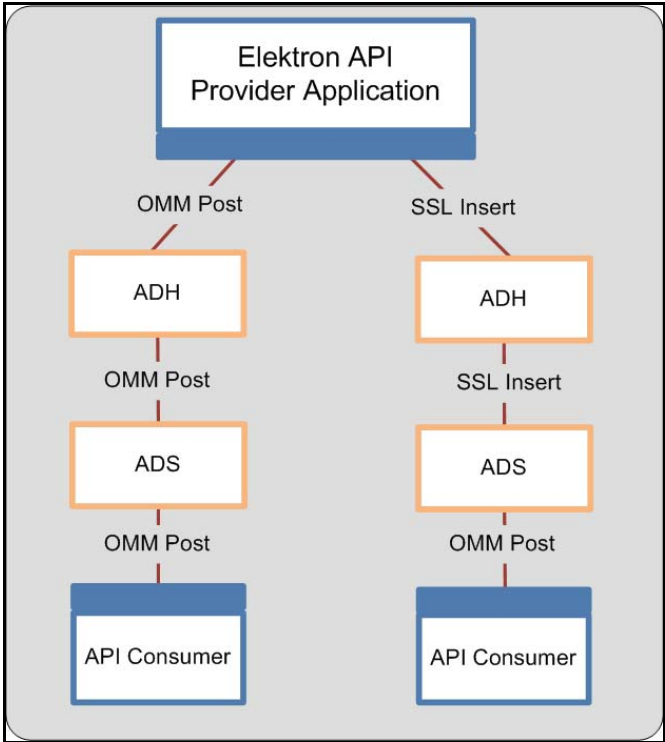 Elektron API
Provider Application
OMM Post
SSL Insert
ADH
ADH
OMM Post
SSL Insert
ADS
ADS
OMM Post
OMM Post
API Consumer
API Consumer